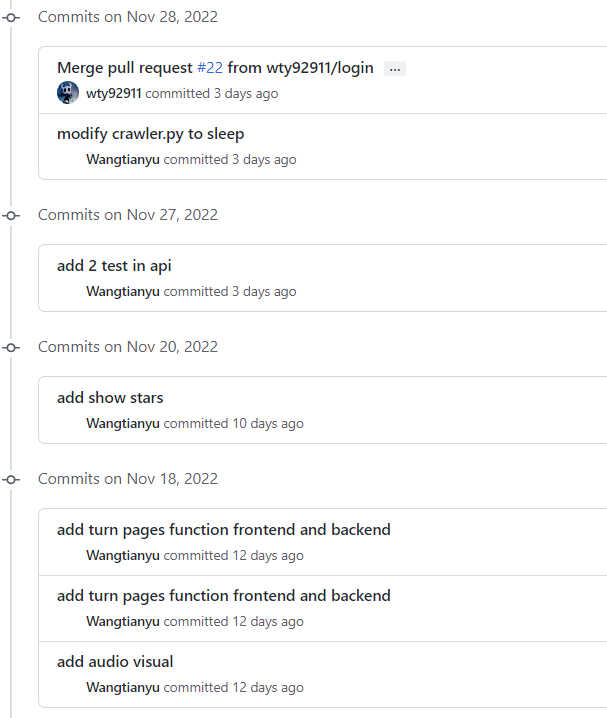 Commits on Nov 28, 2022
Merge pull request #22 from wty92911/login ...
wty92911 committed 3 days ago
modify crawler.py to sleep
Wangtianyu committed 3 days ago
Commits on Nov 27, 2022
add 2 test in api
Wangtianyu committed 3 days ago
Commits on Nov 20, 2022
add show stars
Wangtianyu committed 10 days ago
Commits on Nov 18, 2022
add turn pages function frontend and backend
Wangtianyu committed 12 days ago
add turn pages function frontend and backend
Wangtianyu committed 12 days ago
add audio visual
Wangtianyu committed 12 days ago